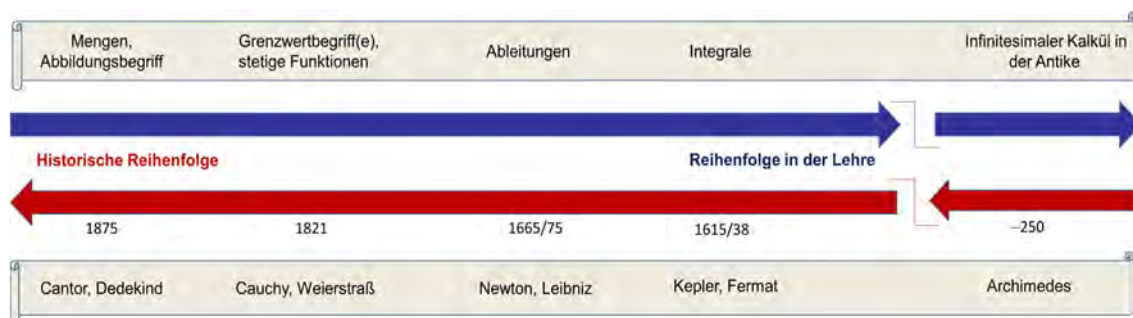 Mengen,
Abbildungsbegriff
Grenzwertbegriff(e),
stetige Funktionen
Ableitungen
Integrale
Infinitesimaler Kalkül in
der Antike
Historische Reihenfolge
Reihenfolge in der Lehre
1875
1821
1665/75
1615/38
–250
Cantor, Dedekind
Cauchy, Weierstraß
Newton, Leibniz
Kepler, Fermat
Archimedes